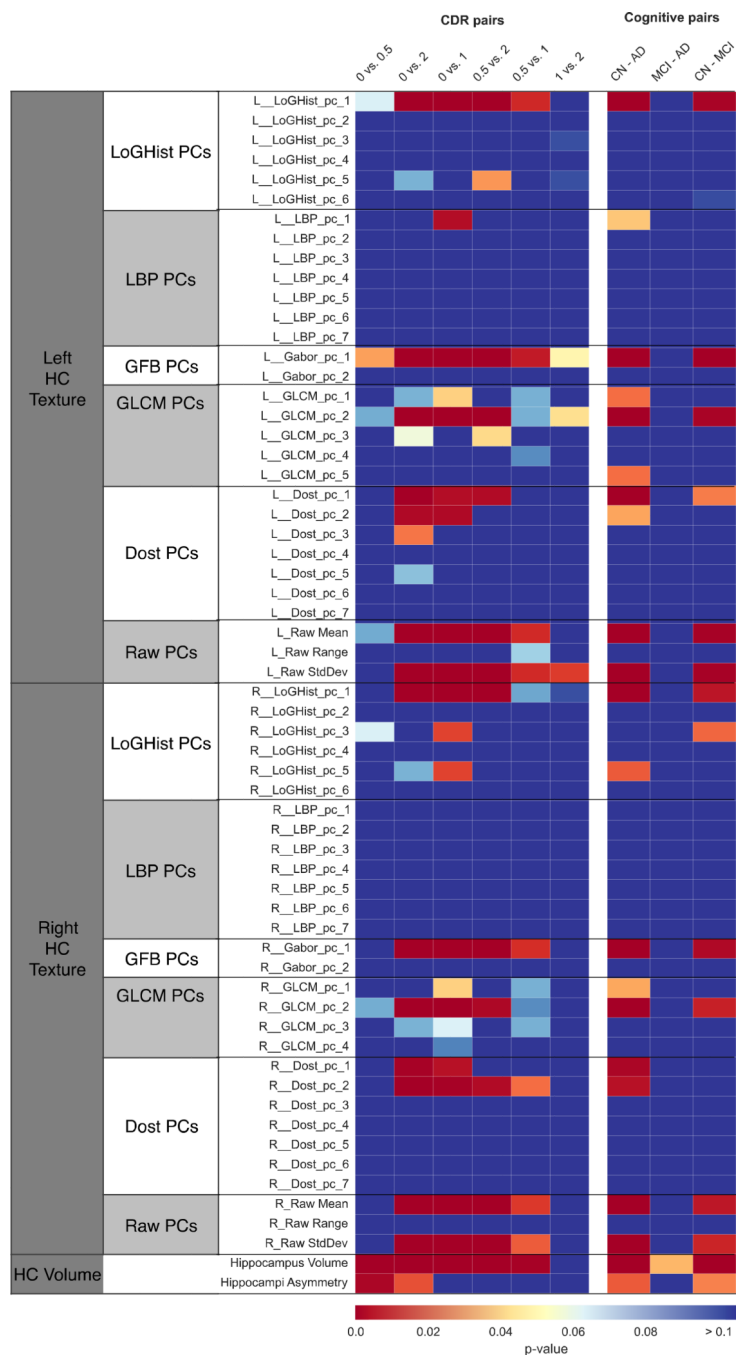 CDR pairs
Cognitive pairs
0 vs. 0.5
0 vs. 2
0 vs. 1
0.5 vs. 2
0.5 vs. 1
1 vs. 2
CN - AD
MCI - AD
CN - MCI
Left
HC
Texture
LoGHist PCs
L__LoGHist_pc_1
L__LoGHist_pc_2
L__LoGHist_pc_3
L__LoGHist_pc_4
L__LoGHist_pc_5
L__LoGHist_pc_6
LBP PCs
L__LBP_pc_1
L__LBP_pc_2
L__LBP_pc_3
L__LBP_pc_4
L__LBP_pc_5
L__LBP_pc_6
L__LBP_pc_7
GFB PCs
L__Gabor_pc_1
L__Gabor_pc_2
GLCM PCs
L__GLCM_pc_1
L__GLCM_pc_2
L__GLCM_pc_3
L__GLCM_pc_4
L__GLCM_pc_5
Dost PCs
L__Dost_pc_1
L__Dost_pc_2
L__Dost_pc_3
L__Dost_pc_4
L__Dost_pc_5
L__Dost_pc_6
L__Dost_pc_7
Raw PCs
L_Raw Mean
L_Raw Range
L_Raw StdDev
Right
HC
Texture
LoGHist PCs
R__LoGHist_pc_1
R__LoGHist_pc_2
R__LoGHist_pc_3
R__LoGHist_pc_4
R__LoGHist_pc_5
R__LoGHist_pc_6
LBP PCs
R__LBP_pc_1
R__LBP_pc_2
R__LBP_pc_3
R__LBP_pc_4
R__LBP_pc_5
R__LBP_pc_6
R__LBP_pc_7
GFB PCs
R__Gabor_pc_1
R__Gabor_pc_2
GLCM PCs
R__GLCM_pc_1
R__GLCM_pc_2
R__GLCM_pc_3
R__GLCM_pc_4
Dost PCs
R__Dost_pc_1
R__Dost_pc_2
R__Dost_pc_3
R__Dost_pc_4
R__Dost_pc_5
R__Dost_pc_6
R__Dost_pc_7
Raw PCs
R_Raw Mean
R_Raw Range
R_Raw StdDev
HC Volume
Hippocampus Volume
Hippocampi Asymmetry
0.0 0.02 0.04 0.06 0.08 > 0.1
p-value